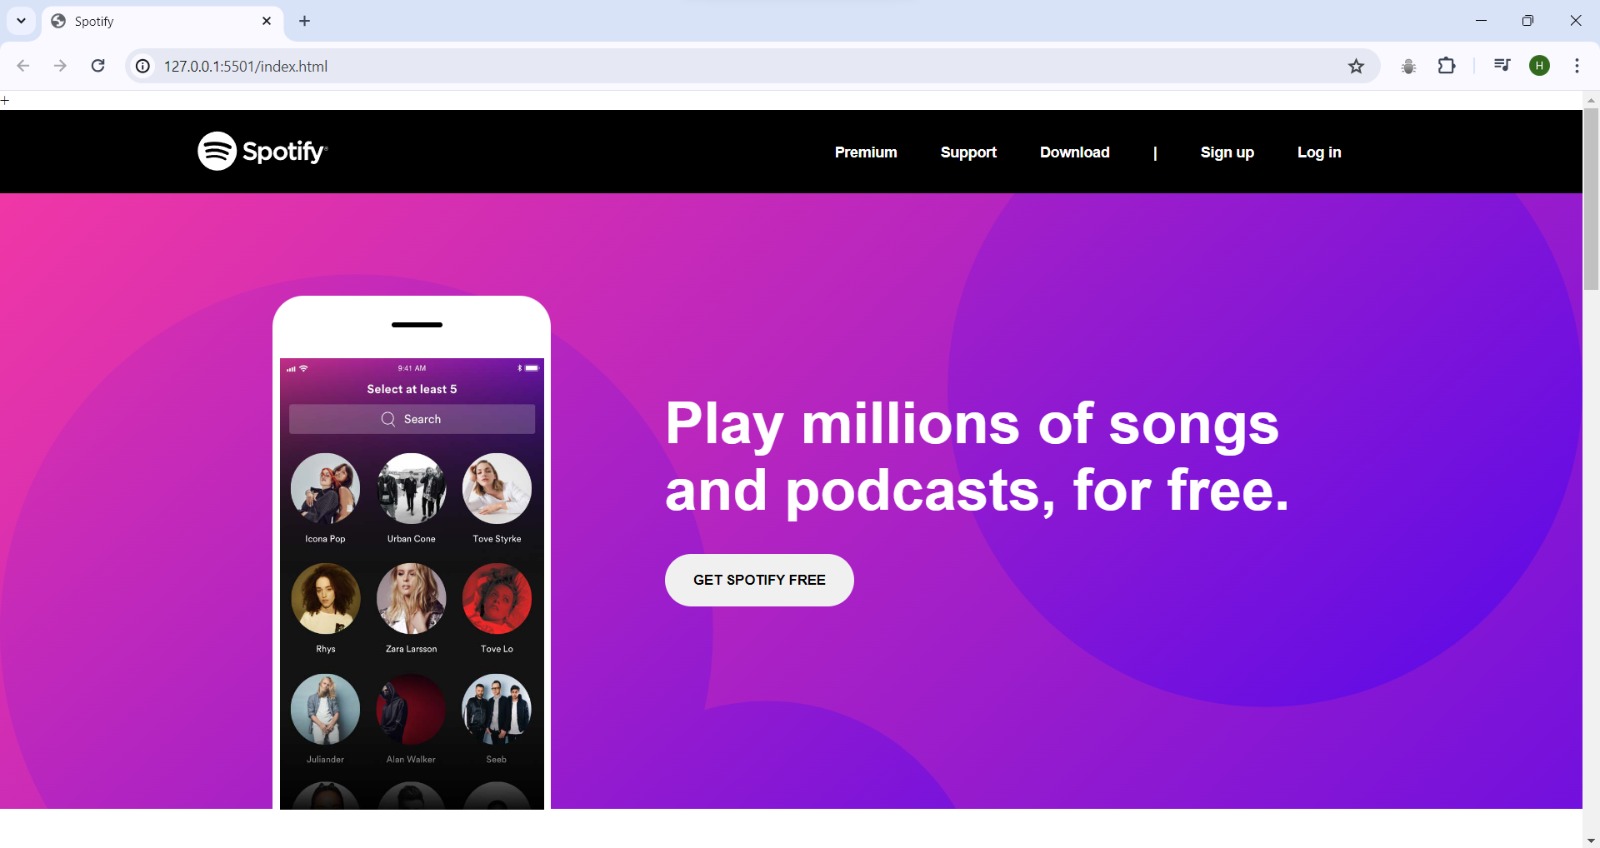 Spotify
127.0.0.1:5501/index.html
H
+
Spotify®
Premium Support Download | Sign up Log in
9:41 AM
Select at least 5
Search
Icona Pop Urban Cone Tove Styrke
Rhys Zara Larsson Tove Lo
Juliander Alan Walker Seeb
Play millions of songs
and podcasts, for free.
GET SPOTIFY FREE